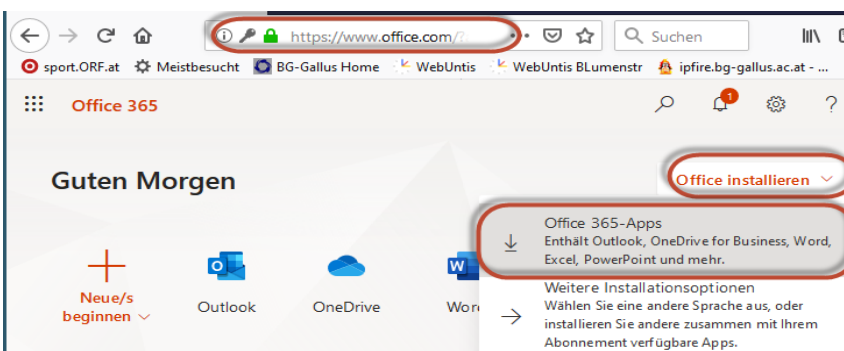 https://www.office.com/?
Suchen
sport.ORF.at Meistbesucht BG-Gallus Home WebUntis WebUntis BLumenstr ipfire.bg-gallus.ac.at - ...
Office 365
1
?
Guten Morgen
Office installieren
Office 365-Apps
Enthält Outlook, OneDrive for Business, Word,
Excel, PowerPoint und mehr.
Neue/s
beginnen
Outlook
OneDrive
Weitere Installationsoptionen
Wählen Sie eine andere Sprache aus, oder
installieren Sie andere zusammen mit Ihrem
Abonnement verfügbare Apps.